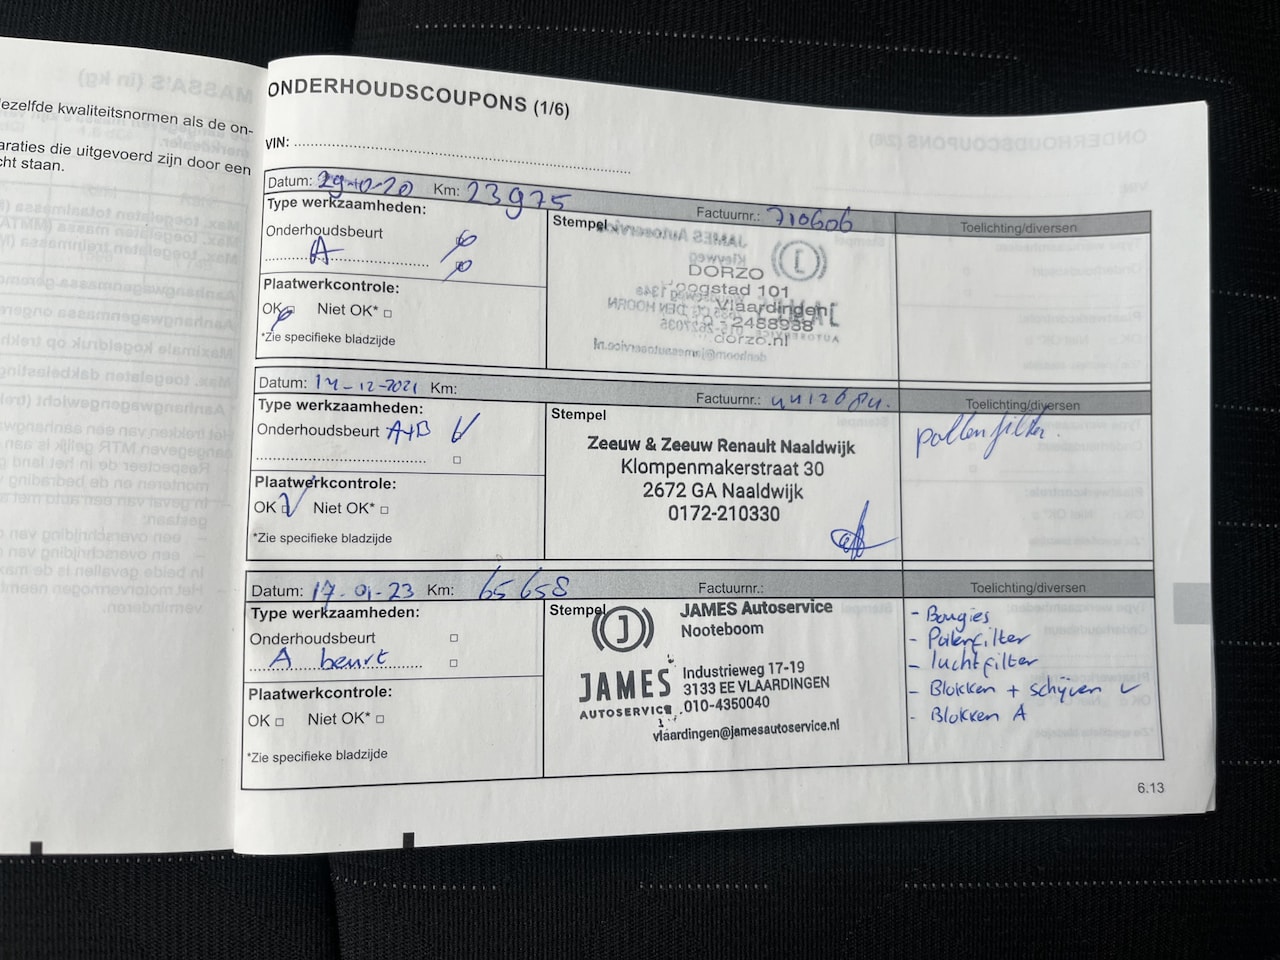 ezelfde kwaliteitsnormen als de on-
araties die uitgevoerd zijn door een
cht staan.
ONDERHOUDSCOUPONS (1/6)
VIN:
Datum: 29-10-20 Km: 23975 Factuurnr.: 710606
Type werkzaamheden:
Onderhoudsbeurt
A
Plaatwerkcontrole:
OK Niet OK*
*Zie specifieke bladzijde
Stempel
DORZO
Hoogstad 101
Vlaardingen
2488988
dorzo.nl
Toelichting/diversen
Datum: 14-12-2021 Km: Factuurnr.:
Type werkzaamheden:
Onderhoudsbeurt A+B
Plaatwerkcontrole:
OK Niet OK*
*Zie specifieke bladzijde
Stempel
Zeeuw & Zeeuw Renault Naaldwijk
Klompenmakerstraat 30
2672 GA Naaldwijk
0172-210330
Toelichting/diversen
pollenfilter.
Datum: 17-01-23 Km: 65658 Factuurnr.:
Type werkzaamheden:
Onderhoudsbeurt
A beurt
Plaatwerkcontrole:
OK Niet OK*
*Zie specifieke bladzijde
Stempel
JAMES Autoservice
Nooteboom
JAMES
AUTOSERVICE
Industrieweg 17-19
3133 EE VLAARDINGEN
010-4350040
vlaardingen@jamesautoservice.nl
Toelichting/diversen
- Bougies
- Polenfilter
- luchtfilter
- Blokken + schijven v
- Blokken A
6.13